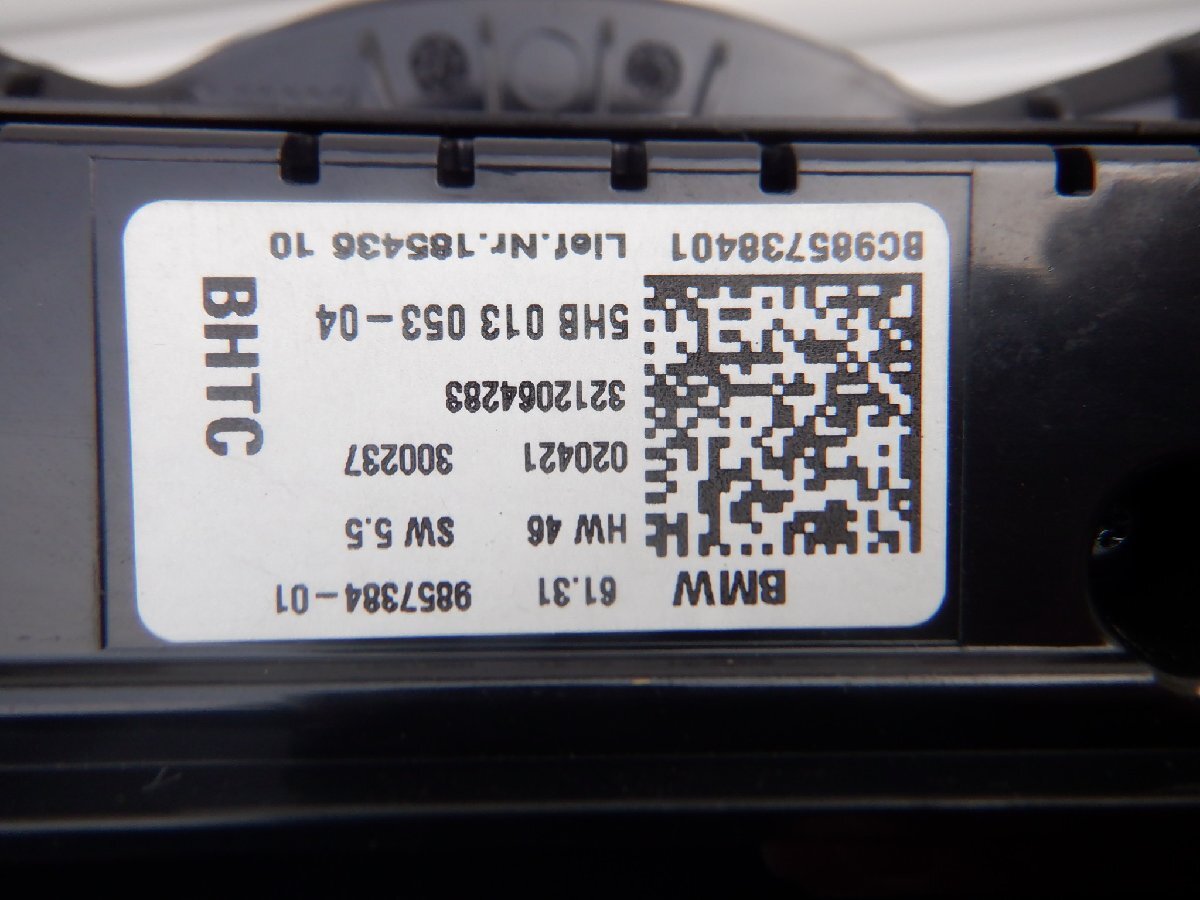 BMW 61.31 9857384-01
HW 46 SW 5.5
020421 300237
3212064283
5HB 013 053-04
BC985738401 Lief.Nr.185436 10
BHTC